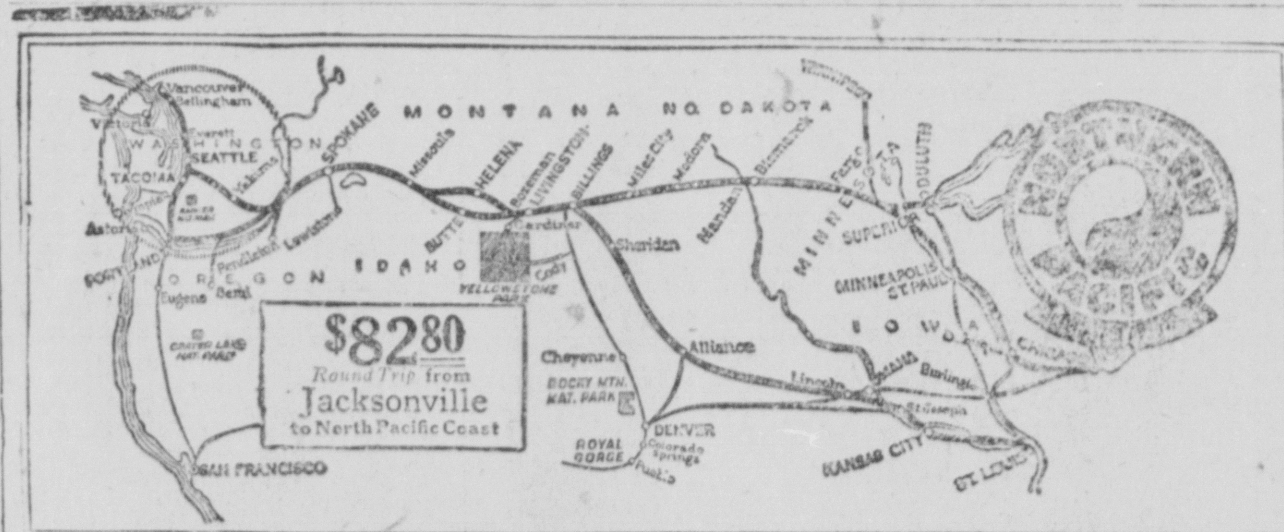 Vancouver
Bellingham
Victoria
Everett
WASHINGTON
SEATTLE
TACOMA
Yakima
SPOKANE
MONTANA
NO. DAKOTA
Missoula
HELENA
Bozeman
LIVINGSTON
BILLINGS
Miles City
Medora
Bismarck
Mandan
Fargo
MINNESOTA
DULUTH
SUPERIOR
NORTHERN
PACIFIC
Astoria
PORTLAND
Pendleton
Lewiston
OREGON
IDAHO
BUTTE
Gardiner
Cody
Sheridan
YELLOWSTONE
PARK
MINNEAPOLIS
ST. PAUL
IOWA
Eugene
Bend
CRATER LAKE
NAT. PARK
$82.80
Round Trip from
Jacksonville
to North Pacific Coast
Cheyenne
Alliance
ROCKY MTN.
NAT. PARK
Lincoln
OMAHA
St. Joseph
DENVER
Colorado
Springs
ROYAL
GORGE
Pueblo
KANSAS CITY
ST. LOUIS
SAN FRANCISCO